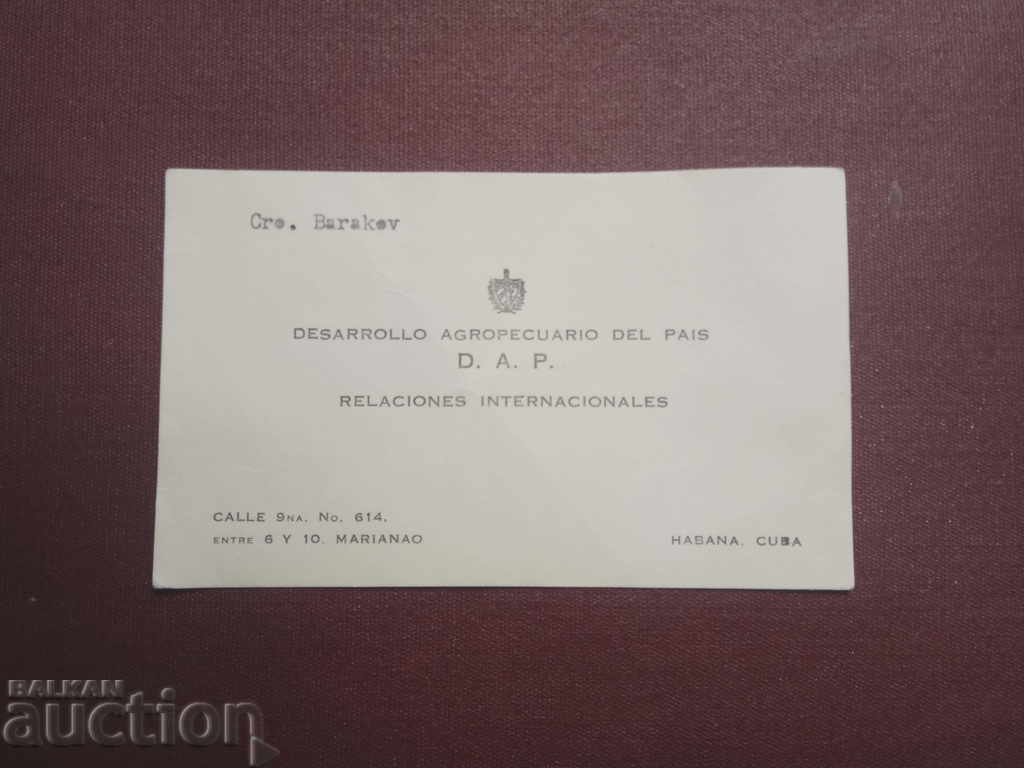 Cro. Barakov
DESARROLLO AGROPECUARIO DEL PAIS
D. A. P.
RELACIONES INTERNACIONALES
CALLE 9NA. No. 614.
ENTRE 6 Y 10. MARIANAO
HABANA. CUBA
BALKAN
auction